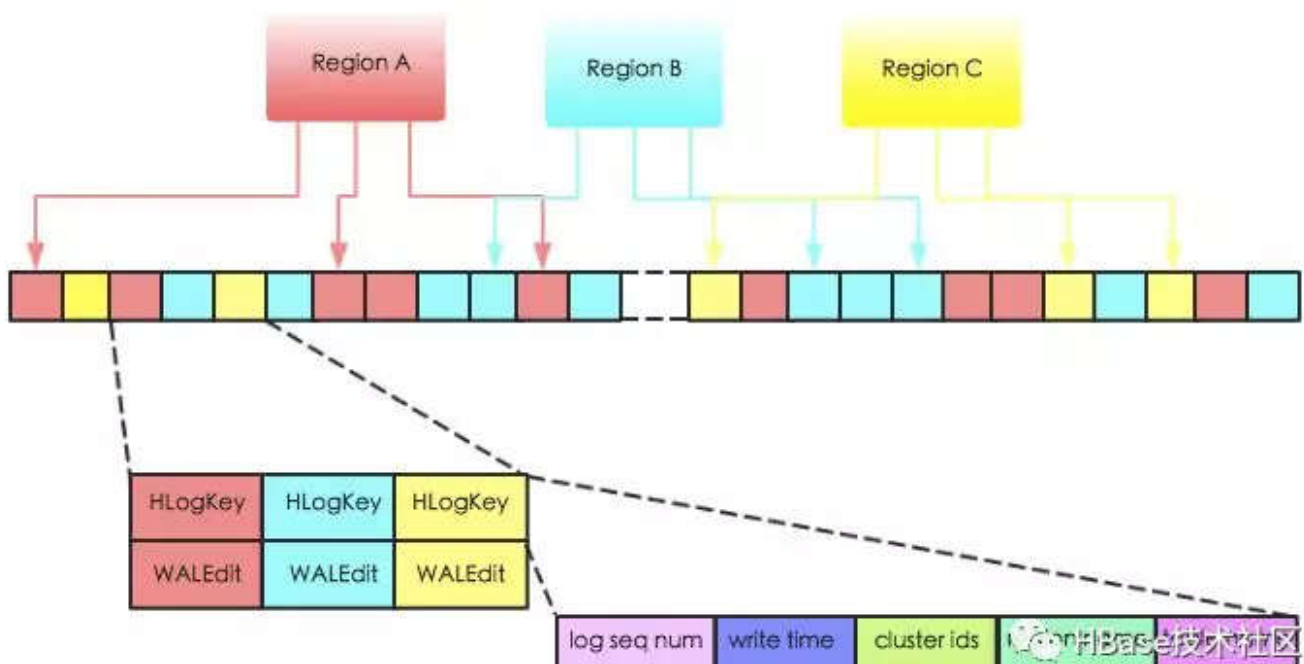 Region A
Region B
Region C
HLogKey HLogKey HLogKey
WALEdit WALEdit WALEdit
log seq num write time cluster ids
HBase技术社区